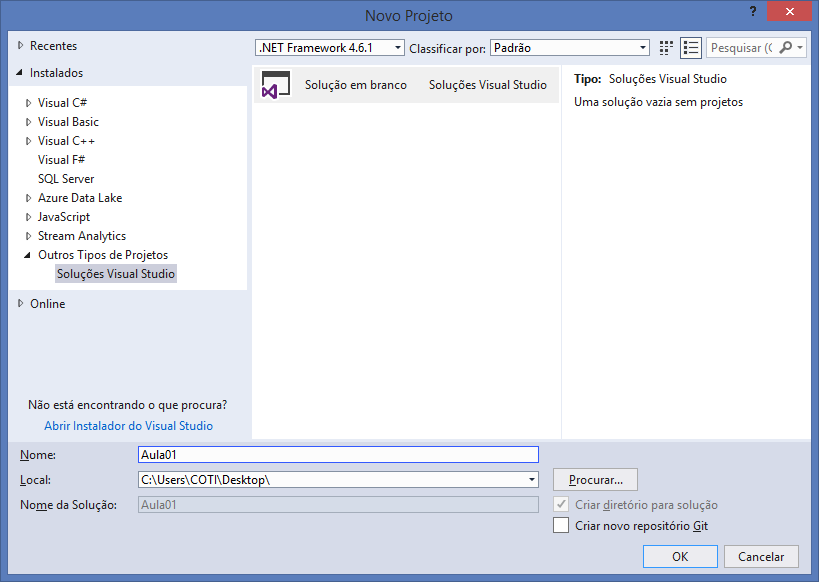 Novo Projeto
?
Recentes
Instalados
Visual C#
Visual Basic
Visual C++
Visual F#
SQL Server
Azure Data Lake
JavaScript
Stream Analytics
Outros Tipos de Projetos
Soluções Visual Studio
Online
Não está encontrando o que procura?
Abrir Instalador do Visual Studio
.NET Framework 4.6.1 Classificar por: Padrão
Pesquisar (C
Solução em branco Soluções Visual Studio
Tipo: Soluções Visual Studio
Uma solução vazia sem projetos
Nome: Aula01
Local: C:\Users\COTI\Desktop\ Procurar...
Nome da Solução: Aula01 Criar diretório para solução
Criar novo repositório Git
OK Cancelar